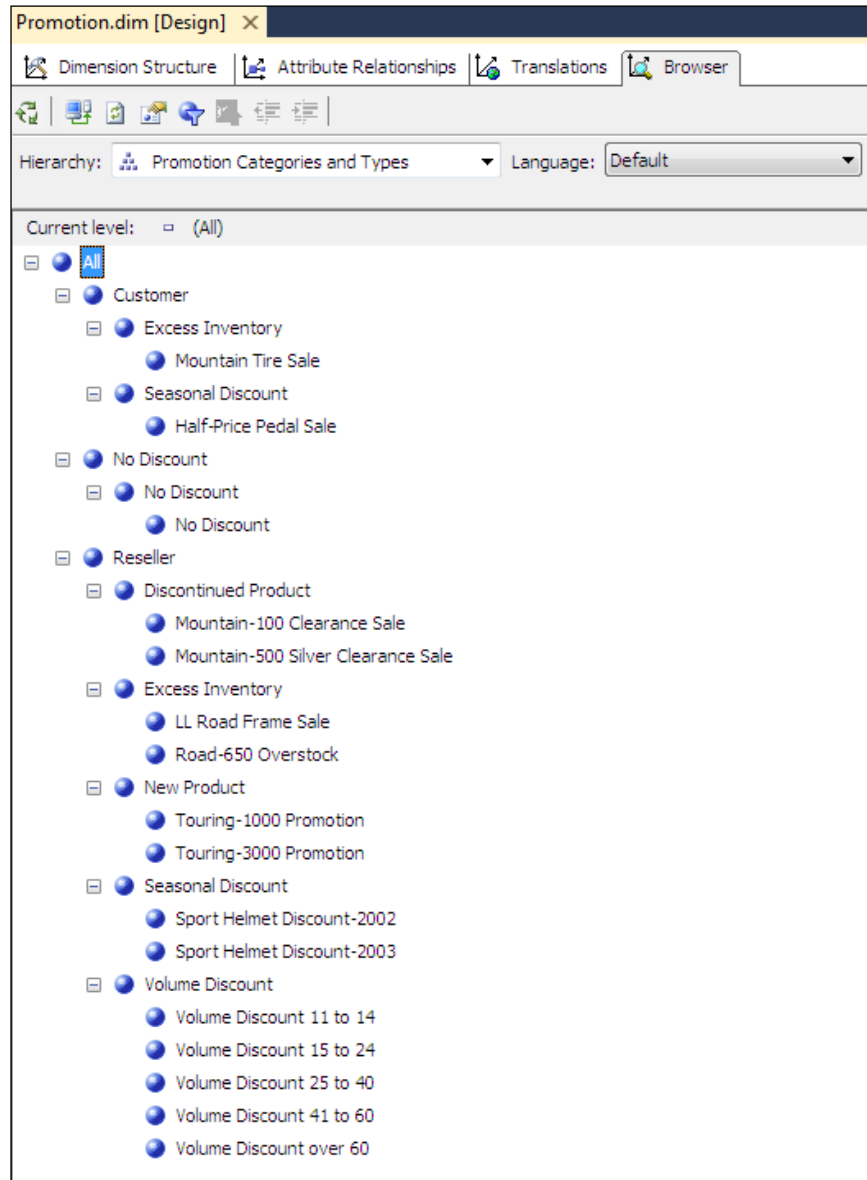 Promotion.dim [Design]
Dimension Structure Attribute Relationships Translations Browser
Hierarchy: Promotion Categories and Types Language: Default
Current level: (All)
All
Customer
Excess Inventory
Mountain Tire Sale
Seasonal Discount
Half-Price Pedal Sale
No Discount
No Discount
No Discount
Reseller
Discontinued Product
Mountain-100 Clearance Sale
Mountain-500 Silver Clearance Sale
Excess Inventory
LL Road Frame Sale
Road-650 Overstock
New Product
Touring-1000 Promotion
Touring-3000 Promotion
Seasonal Discount
Sport Helmet Discount-2002
Sport Helmet Discount-2003
Volume Discount
Volume Discount 11 to 14
Volume Discount 15 to 24
Volume Discount 25 to 40
Volume Discount 41 to 60
Volume Discount over 60